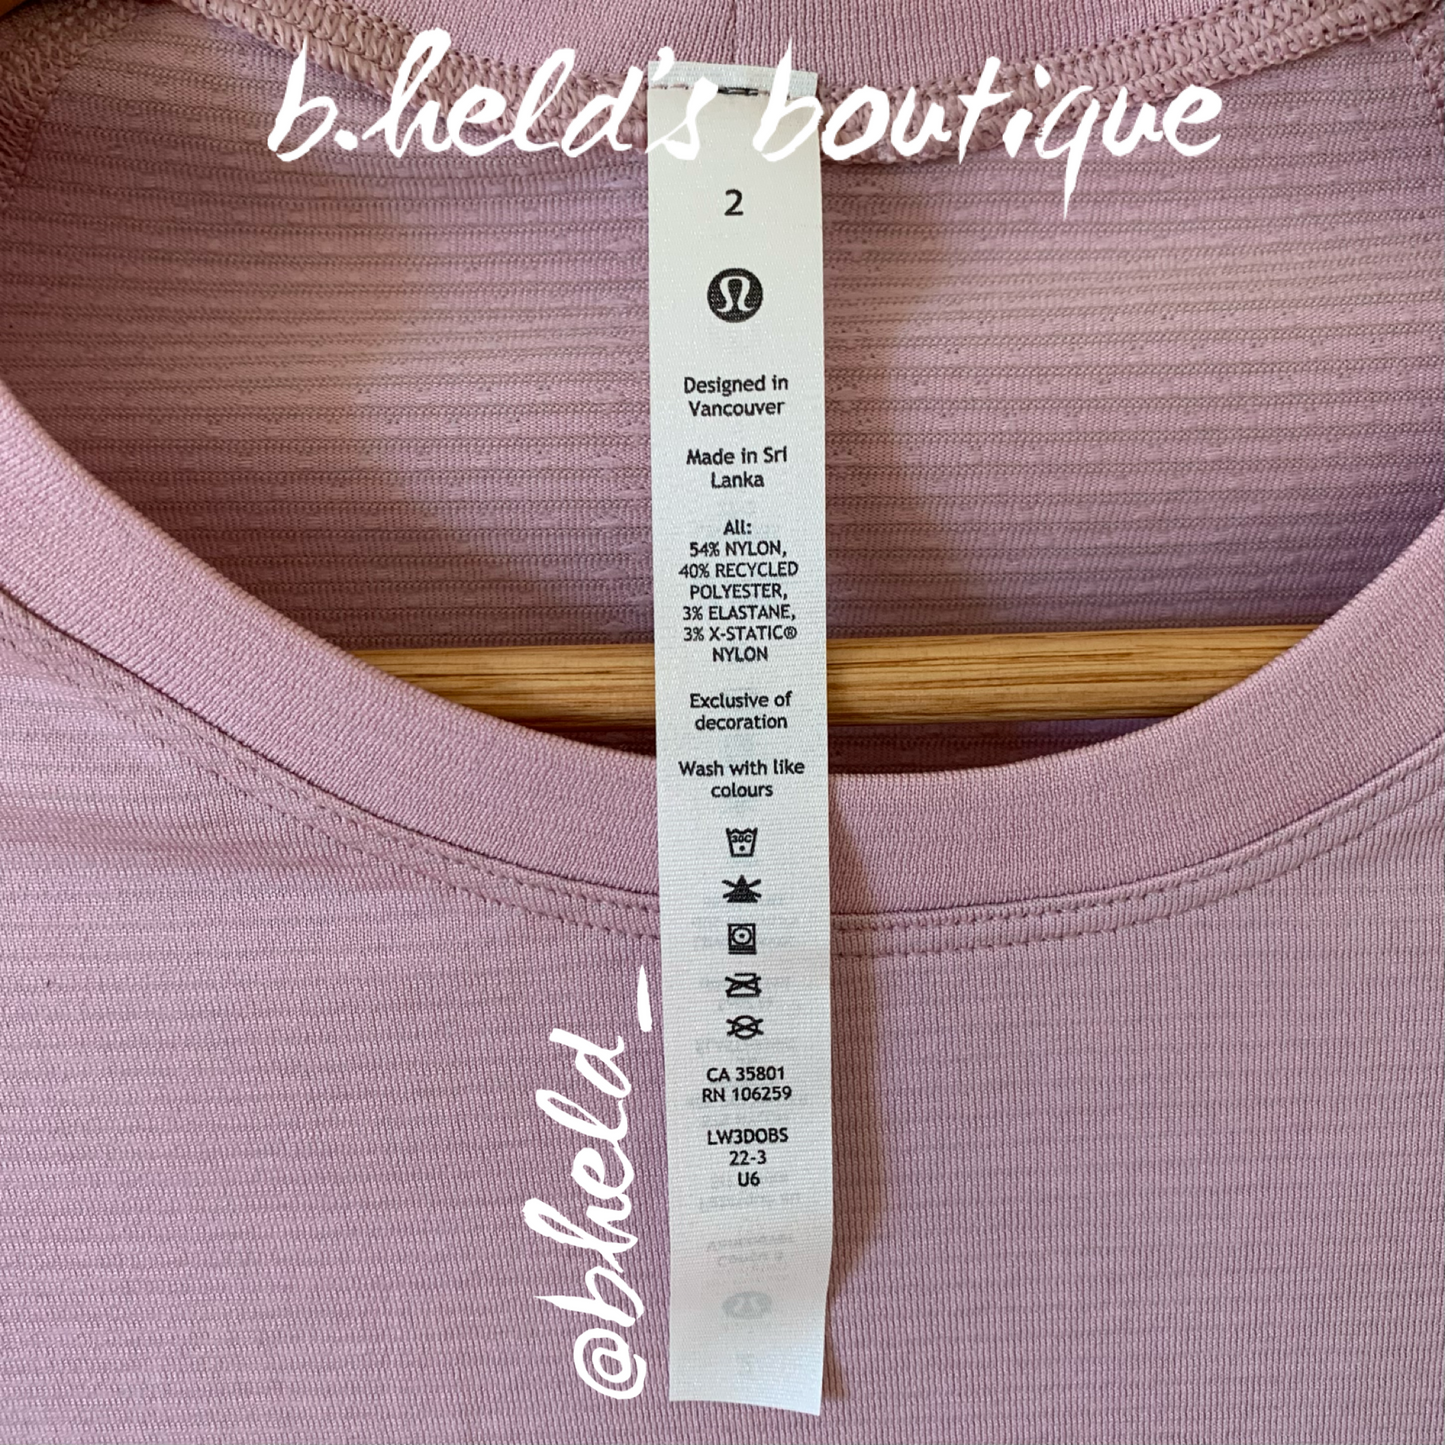 b.held's boutique
2
Designed in
Vancouver
Made in Sri
Lanka
All:
54% NYLON,
40% RECYCLED
POLYESTER,
3% ELASTANE,
3% X-STATIC®
NYLON
Exclusive of
decoration
Wash with like
colours
30C
CA 35801
RN 106259
LW3DOBS
22-3
U6
@bheld_